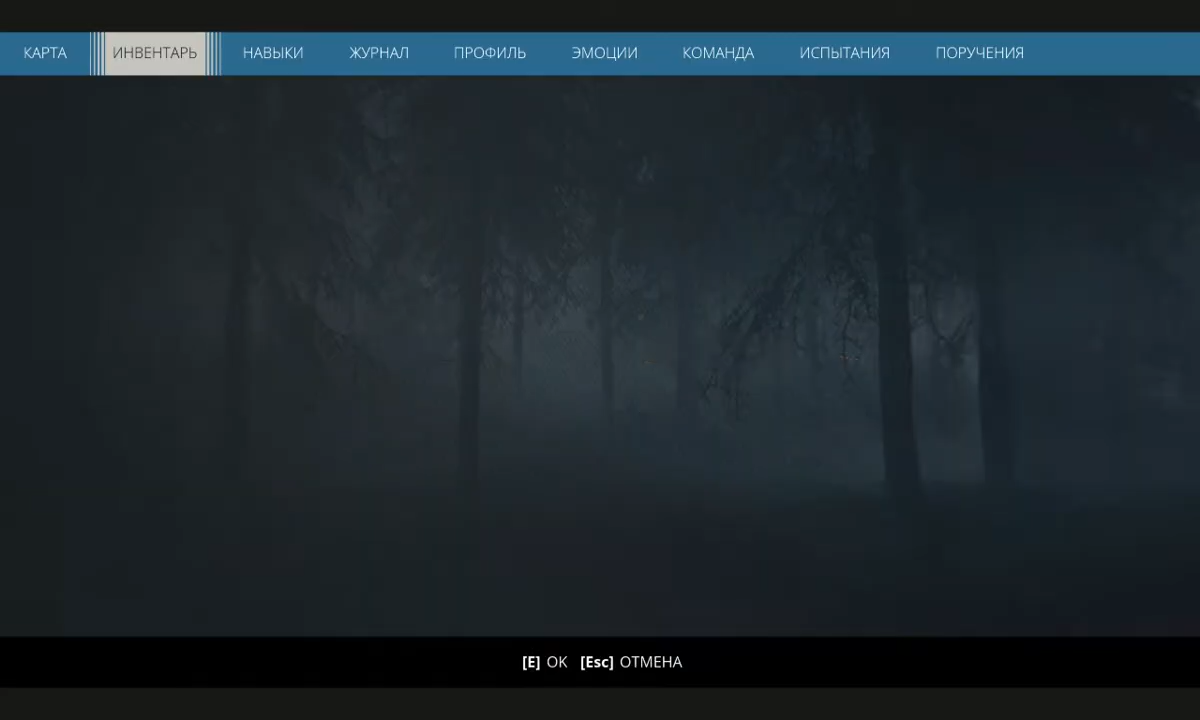 КАРТА ИНВЕНТАРЬ НАВЫКИ ЖУРНАЛ ПРОФИЛЬ ЭМОЦИИ КОМАНДА ИСПЫТАНИЯ ПОРУЧЕНИЯ
[E] OK [Esc] ОТМЕНА